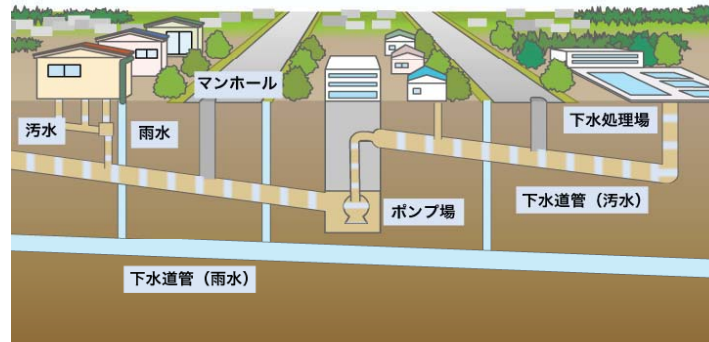 マンホール
汚水
雨水
下水処理場
下水道管（汚水）
ポンプ場
下水道管（雨水）